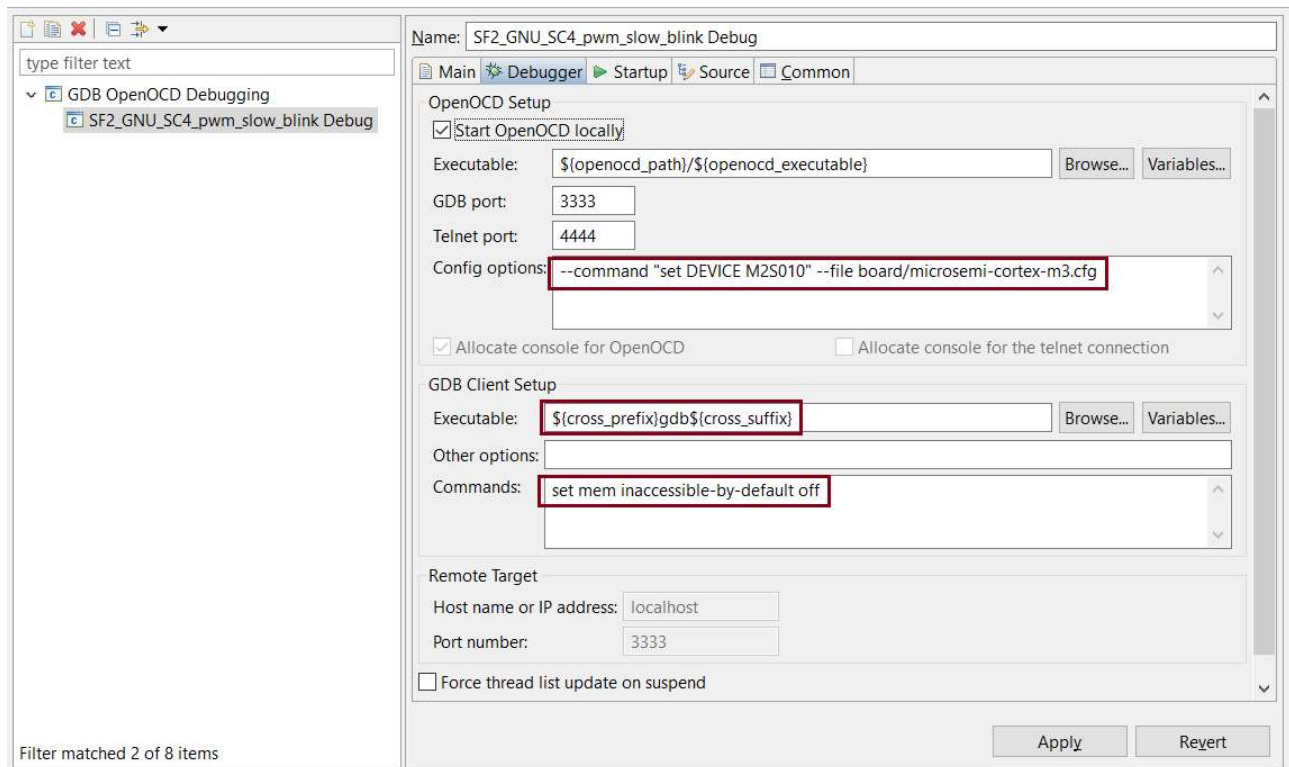 type filter text
GDB OpenOCD Debugging
SF2_GNU_SC4_pwm_slow_blink Debug
Filter matched 2 of 8 items
Name: SF2_GNU_SC4_pwm_slow_blink Debug
Main Debugger Startup Source Common
OpenOCD Setup
Start OpenOCD locally
Executable: ${openocd_path}/${openocd_executable} Browse... Variables...
GDB port: 3333
Telnet port: 4444
Config options: --command "set DEVICE M2S010" --file board/microsemi-cortex-m3.cfg
Allocate console for OpenOCD Allocate console for the telnet connection
GDB Client Setup
Executable: ${cross_prefix}gdb${cross_suffix} Browse... Variables...
Other options:
Commands: set mem inaccessible-by-default off
Remote Target
Host name or IP address: localhost
Port number: 3333
Force thread list update on suspend
Apply Revert